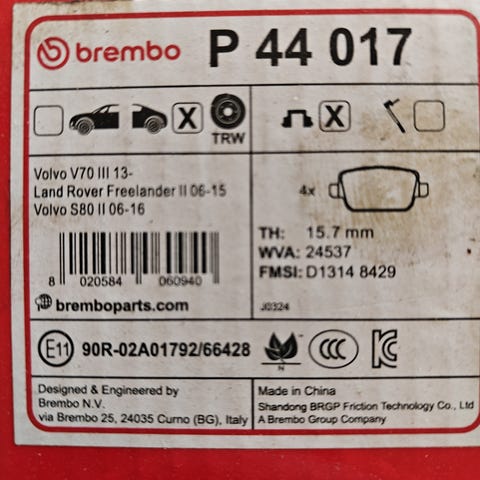 brembo P 44 017
X TRW X
Volvo V70 III 13-
Land Rover Freelander II 06-15
Volvo S80 II 06-16
4x
TH: 15.7 mm
WVA: 24537
FMSI: D1314 8429
8 020584 060940
bremboparts.com
J0324
E11 90R-02A01792/66428 N CCC KC
Designed & Engineered by
Brembo N.V.
via Brembo 25, 24035 Curno (BG), Italy
Made in China
Shandong BRGP Friction Technology Co., Ltd
A Brembo Group Company